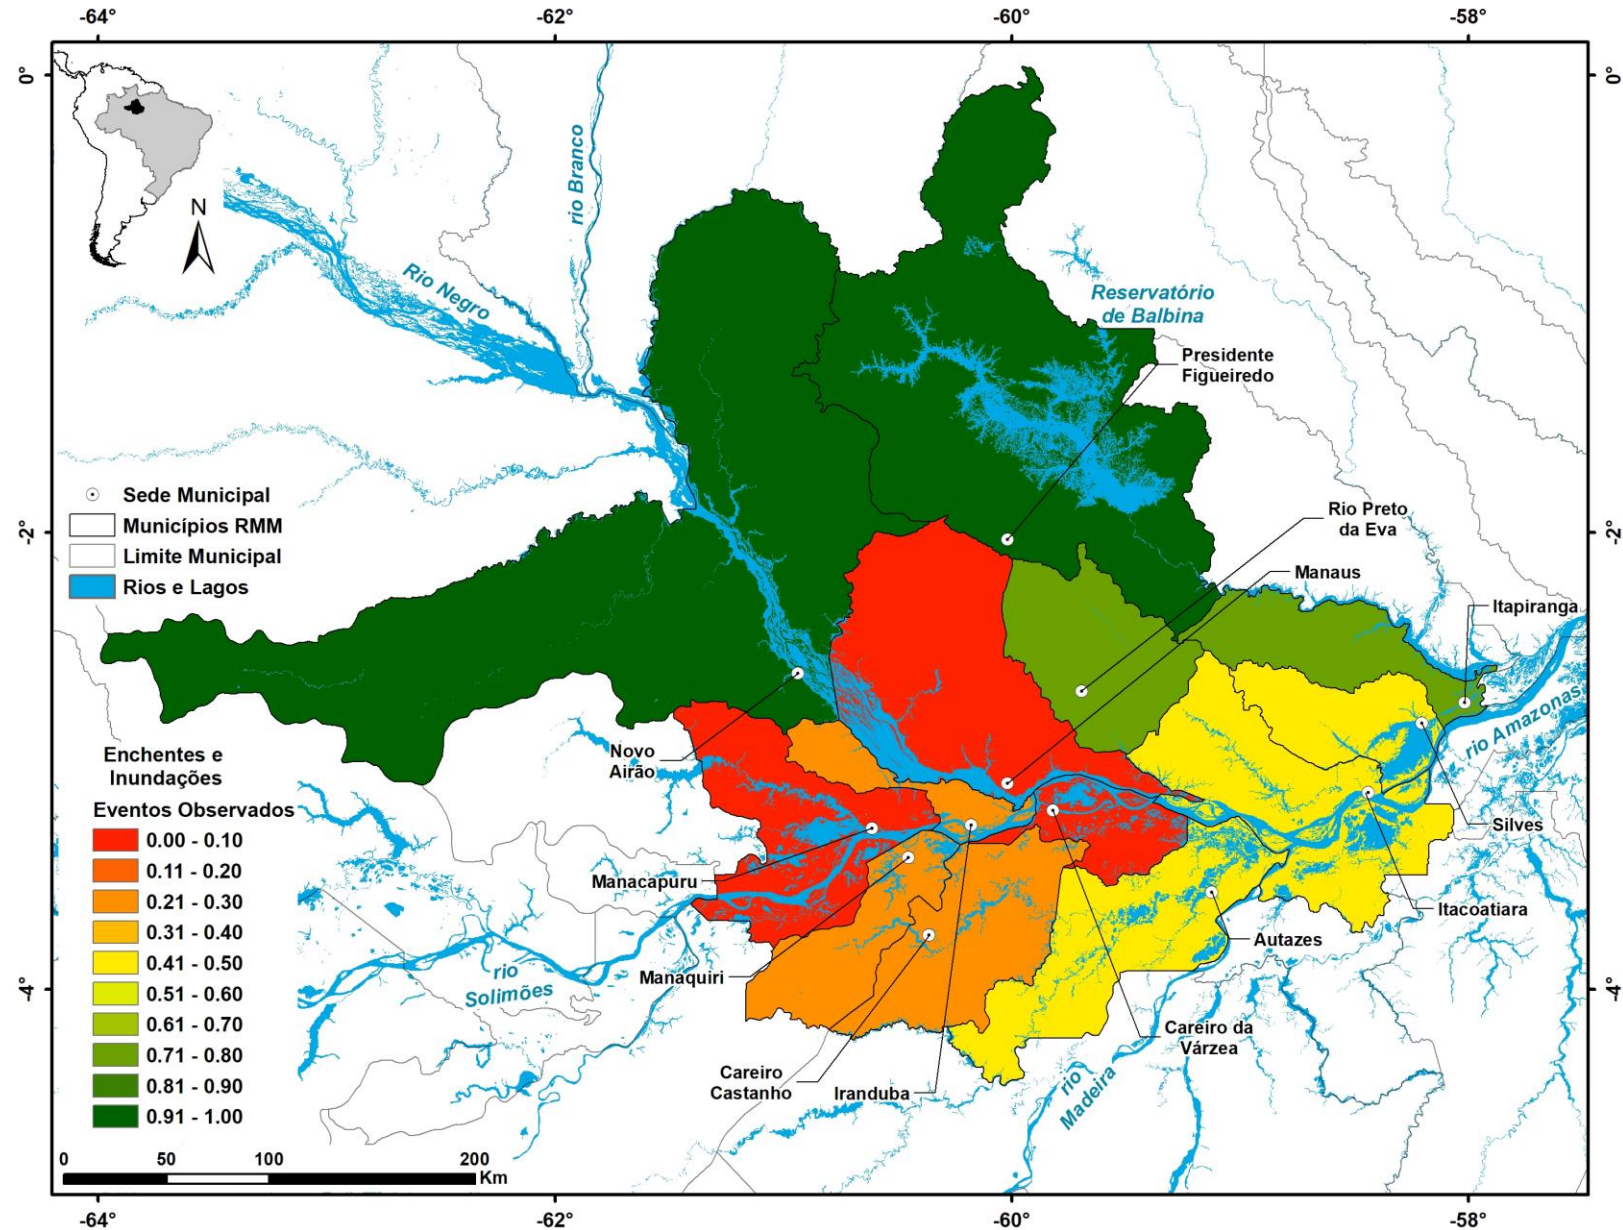 -64°
-62°
-60°
-58°
0°
0°
N
rio Branco
Rio Negro
Reservatório
de Balbina
Presidente
Figueiredo
Sede Municipal
Municípios RMM
Limite Municipal
Rios e Lagos
-2°
-2°
Rio Preto
da Eva
Manaus
Itapiranga
rio Amazonas
Novo
Airão
Enchentes e
Inundações
Eventos Observados
0.00 - 0.10
0.11 - 0.20
0.21 - 0.30
0.31 - 0.40
0.41 - 0.50
0.51 - 0.60
0.61 - 0.70
0.71 - 0.80
0.81 - 0.90
0.91 - 1.00
Silves
Manacapuru
Itacoatiara
Autazes
Manaquiri
rio
Solimões
-4°
-4°
Careiro da
Várzea
Careiro
Castanho
Iranduba
rio
Madeira
0
50
100
200
Km
-64°
-62°
-60°
-58°